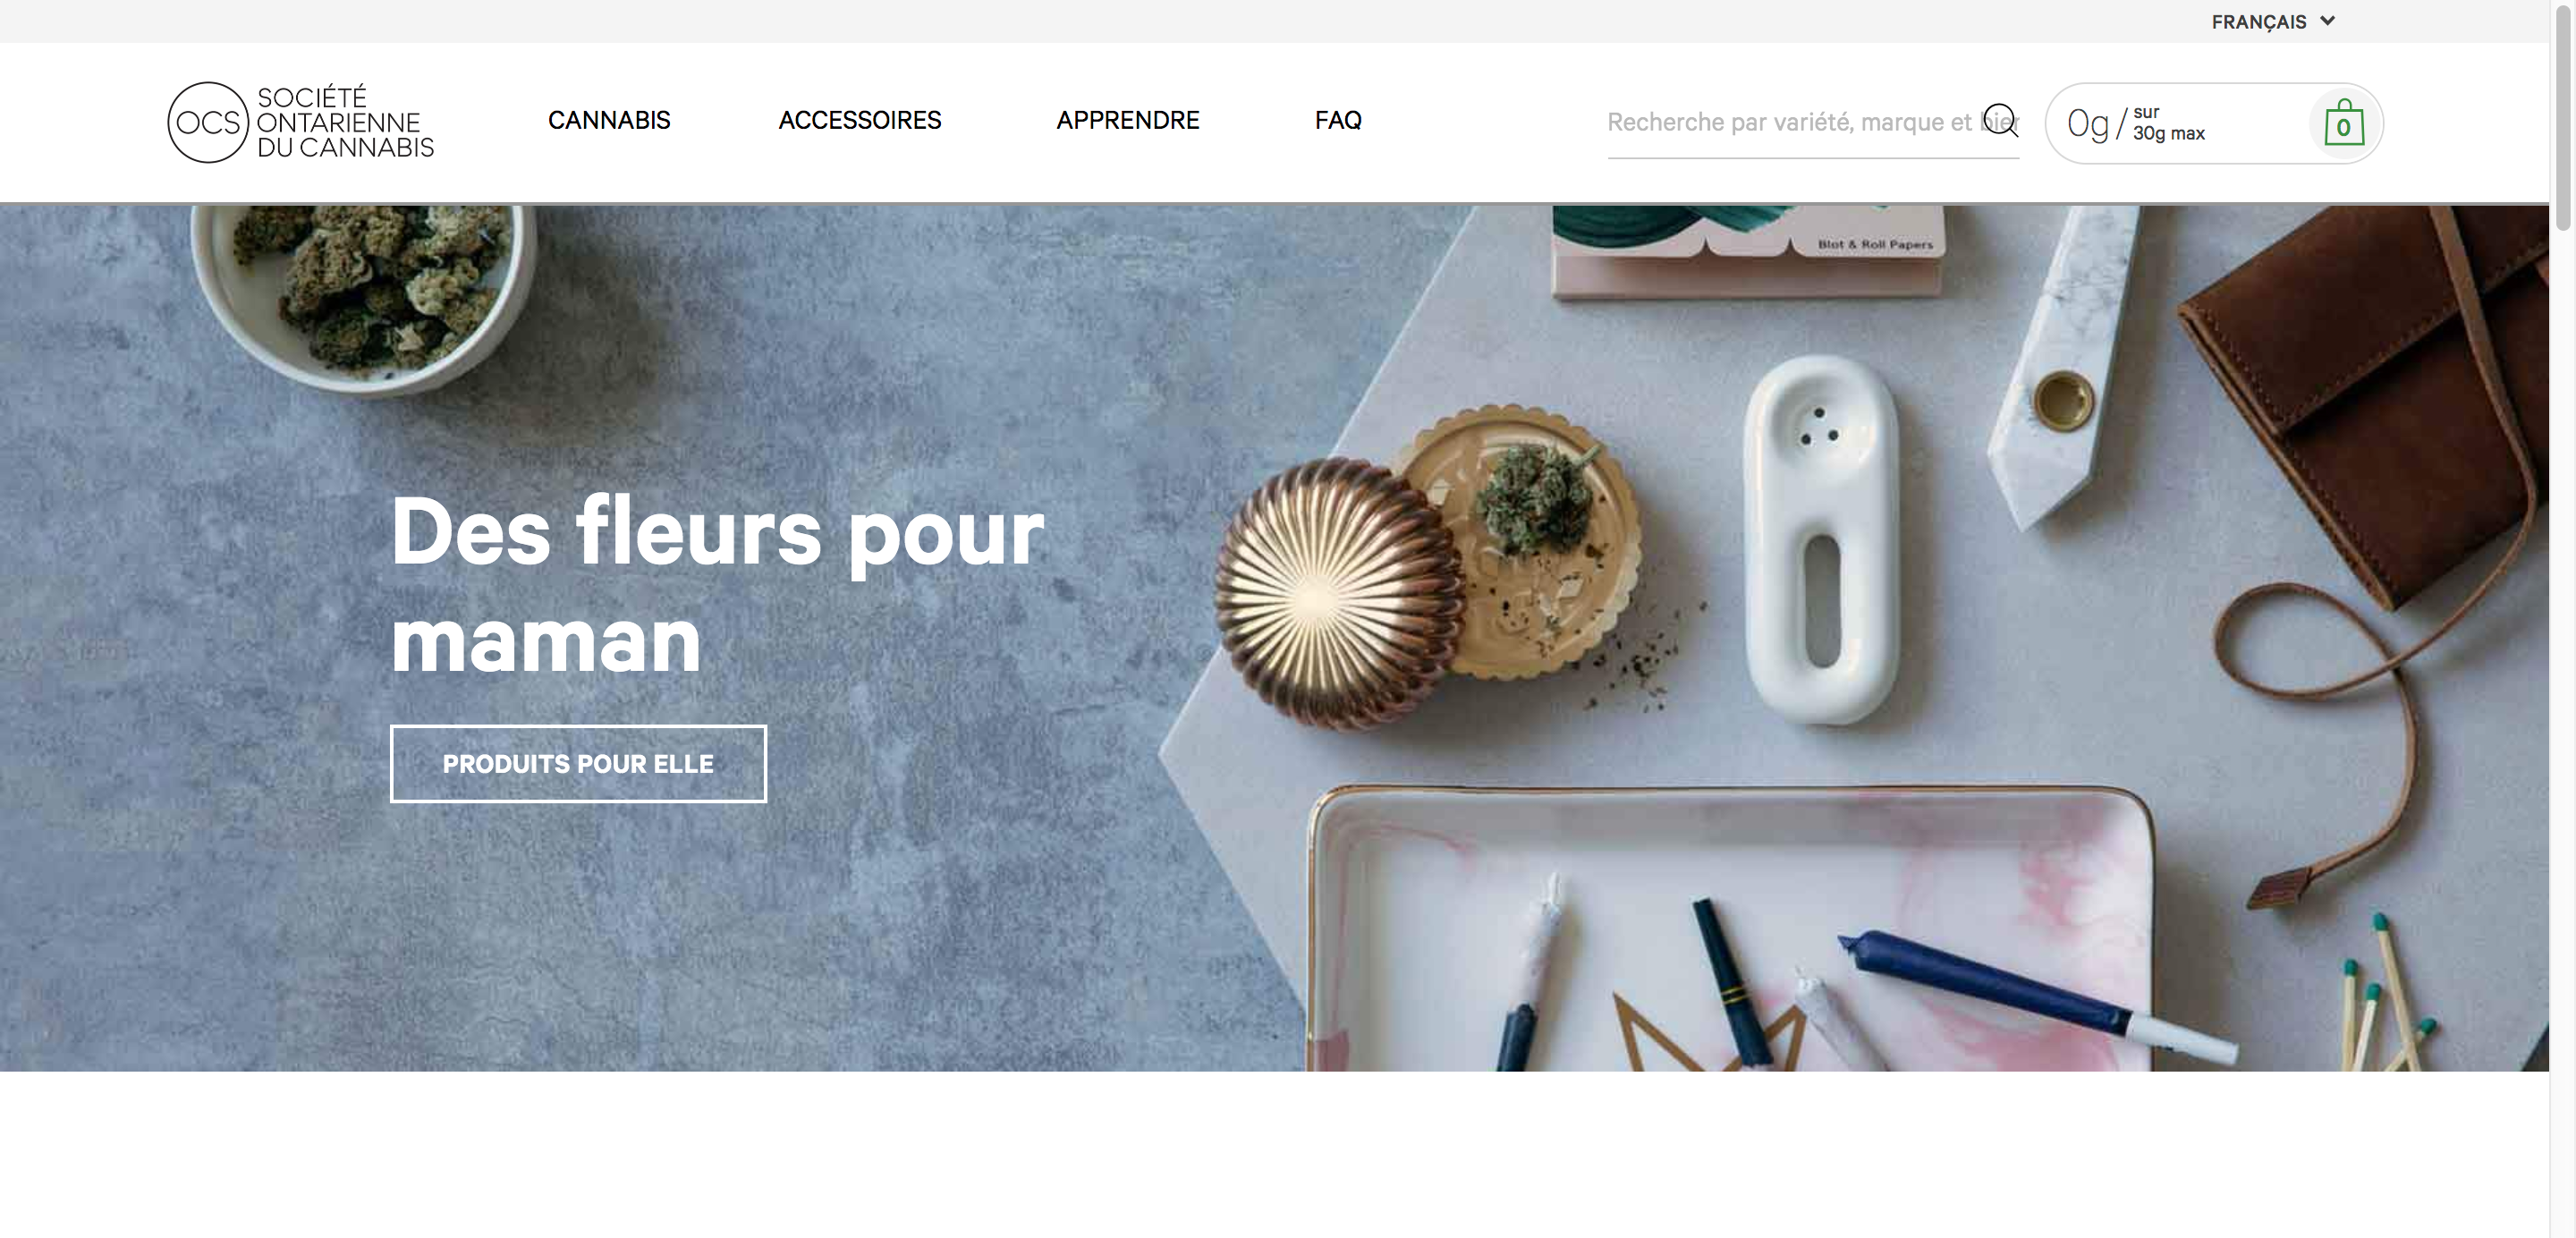 FRANÇAIS
OCS
SOCIÉTÉ
ONTARIENNE
DU CANNABIS
CANNABIS
ACCESSOIRES
APPRENDRE
FAQ
Recherche par variété, marque et bien
0g / sur
30g max
0
Blot & Roll Papers
Des fleurs pour
maman
PRODUITS POUR ELLE